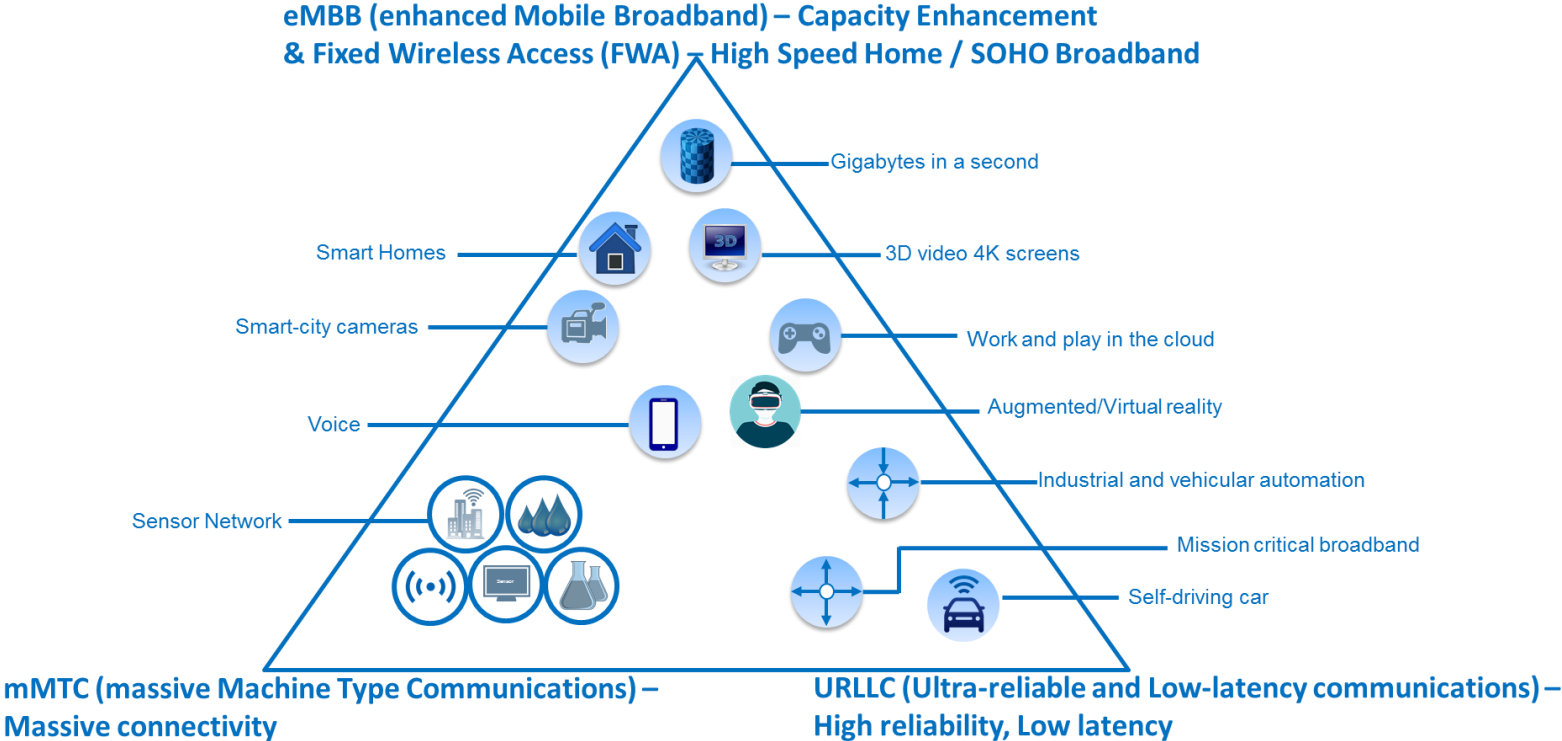 eMBB (enhanced Mobile Broadband) – Capacity Enhancement
& Fixed Wireless Access (FWA) – High Speed Home / SOHO Broadband
Gigabytes in a second
Smart Homes
3D
3D video 4K screens
Smart-city cameras
Work and play in the cloud
Augmented/Virtual reality
Voice
Industrial and vehicular automation
Sensor Network
Mission critical broadband
Sensor
Self-driving car
mMTC (massive Machine Type Communications) –
Massive connectivity
URLLC (Ultra-reliable and Low-latency communications) –
High reliability, Low latency